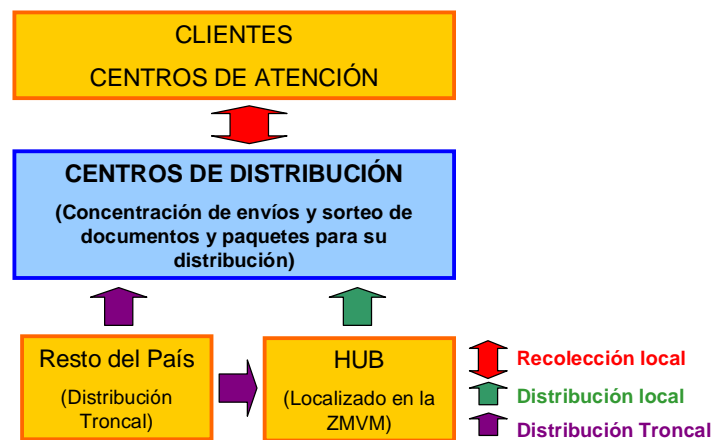 CLIENTES
CENTROS DE ATENCIÓN
CENTROS DE DISTRIBUCIÓN
(Concentración de envíos y sorteo de
documentos y paquetes para su
distribución)
Resto del País
(Distribución
Troncal)
HUB
(Localizado en la
ZMVM)
Recolección local
Distribución local
Distribución Troncal